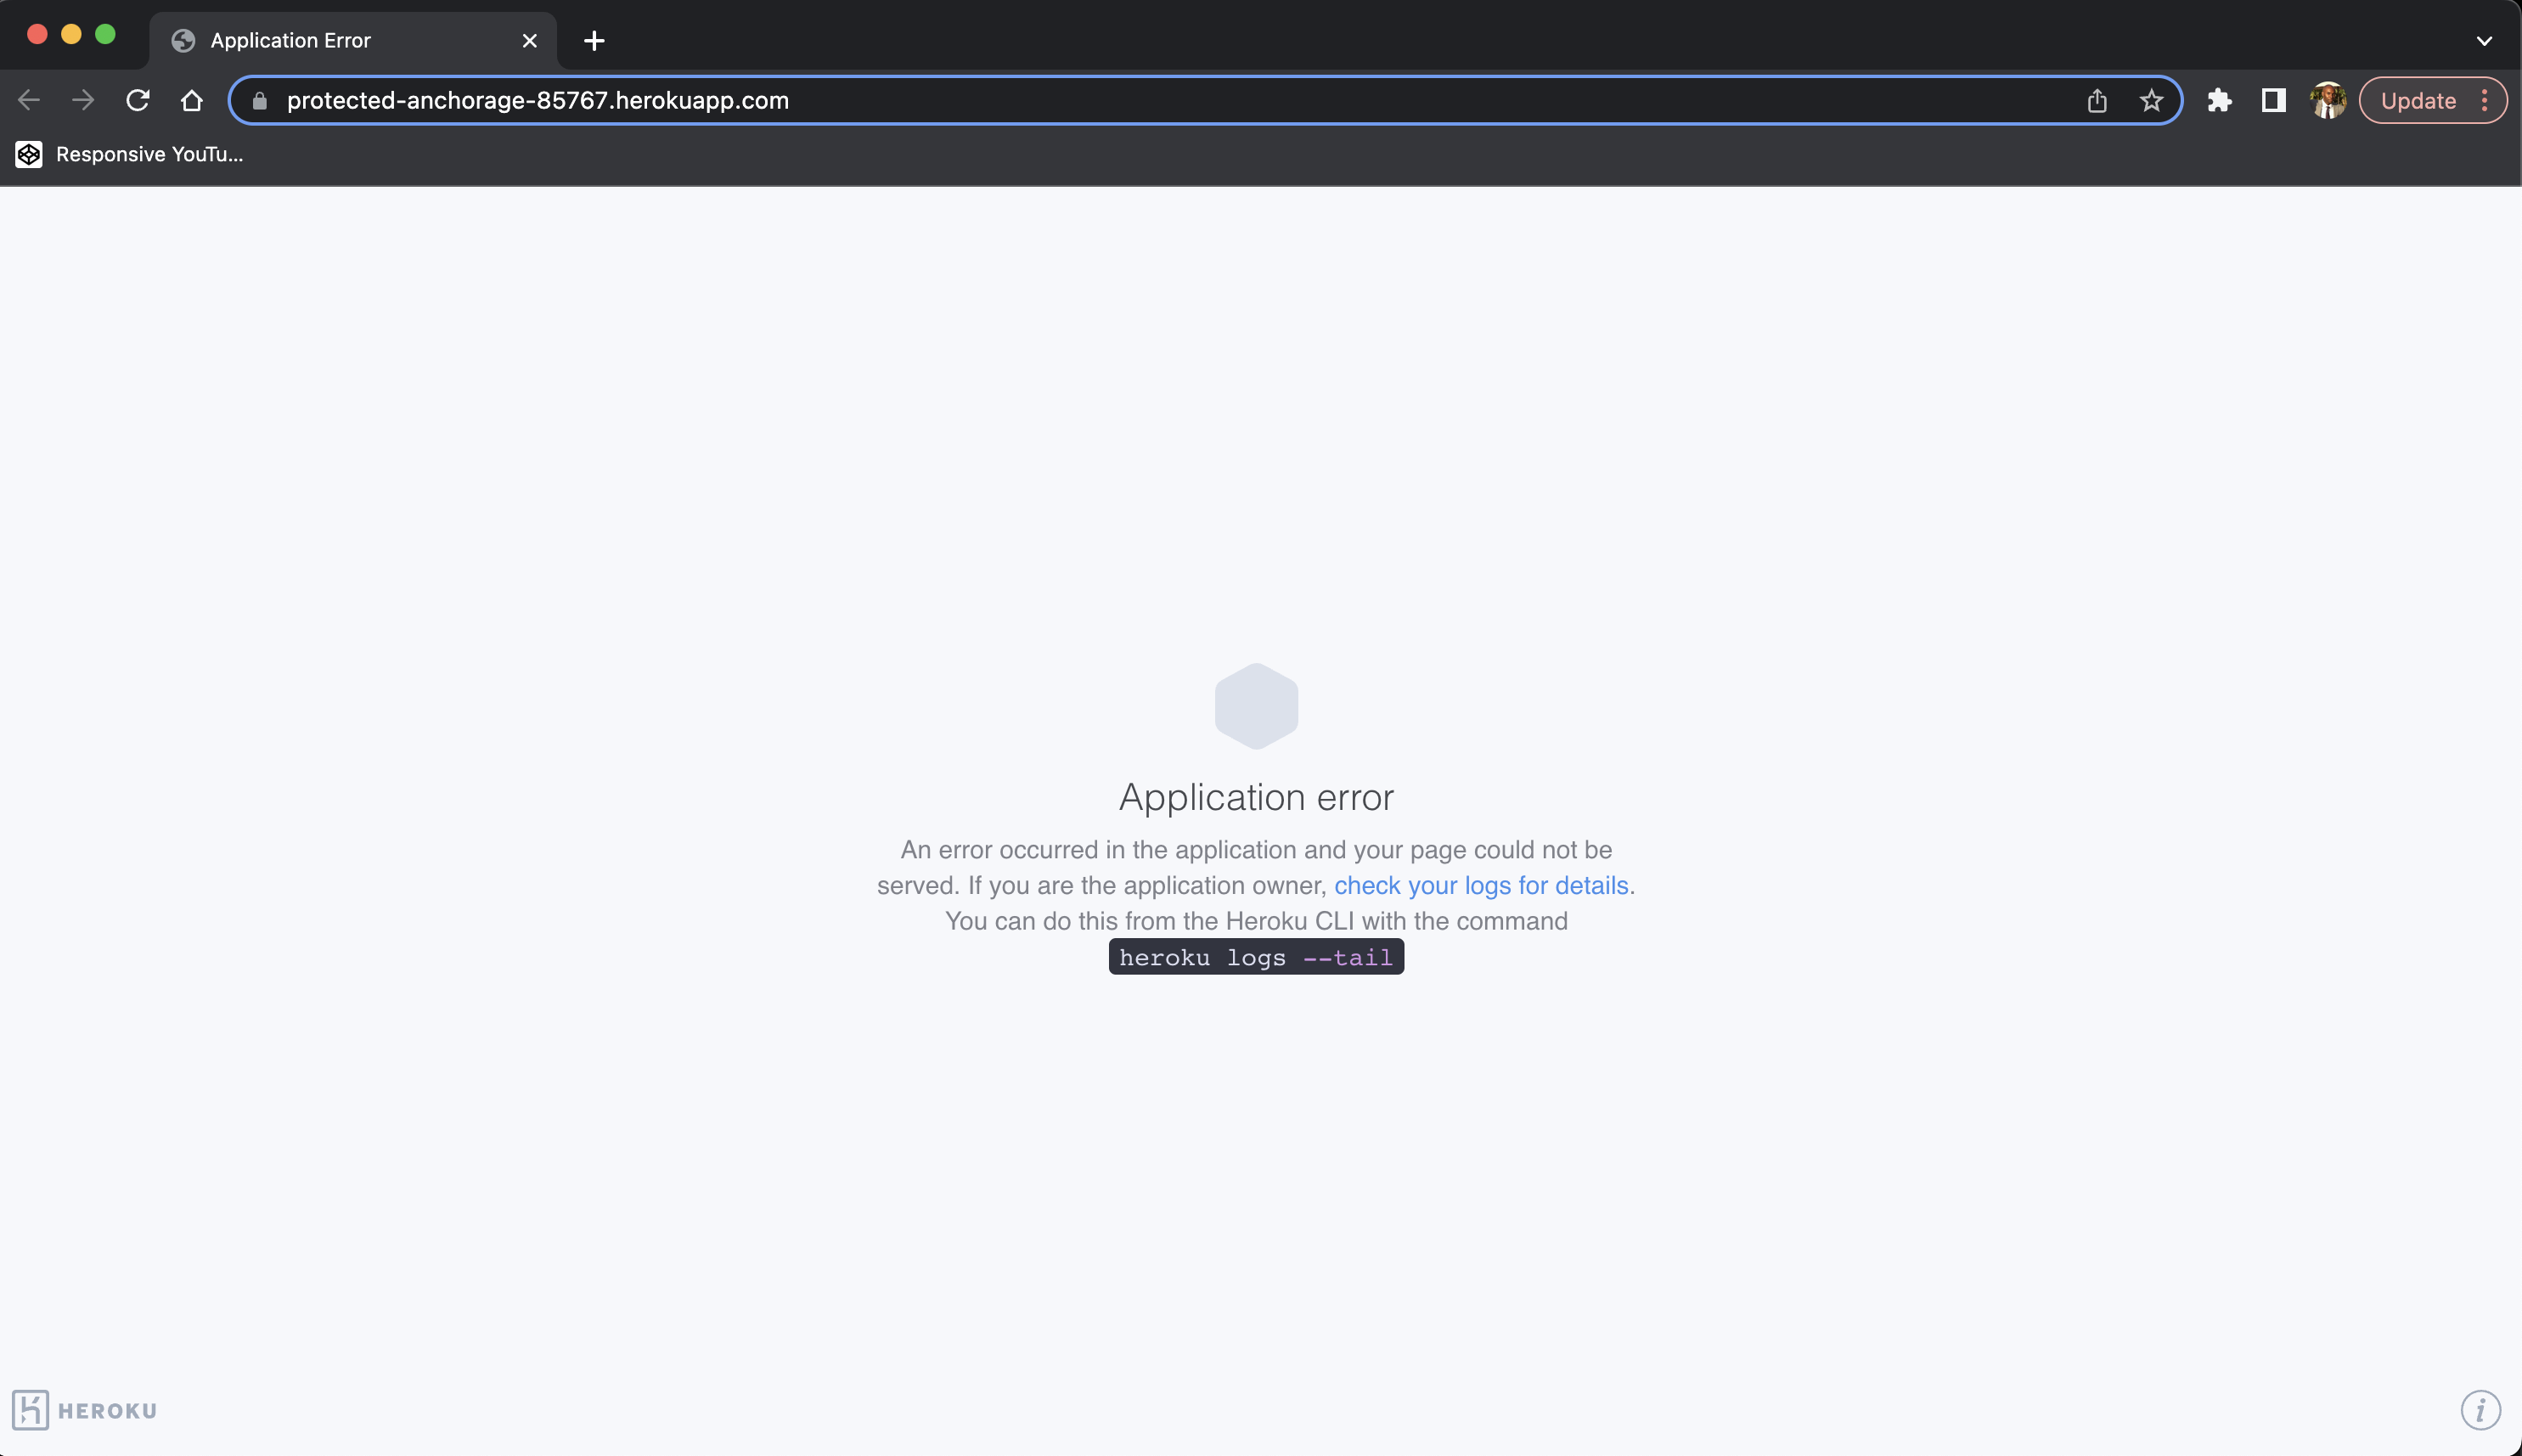 Application Error
protected-anchorage-85767.herokuapp.com
Update
Responsive YouTu...
Application error
An error occurred in the application and your page could not be
served. If you are the application owner, check your logs for details.
You can do this from the Heroku CLI with the command
heroku logs --tail
HEROKU
i